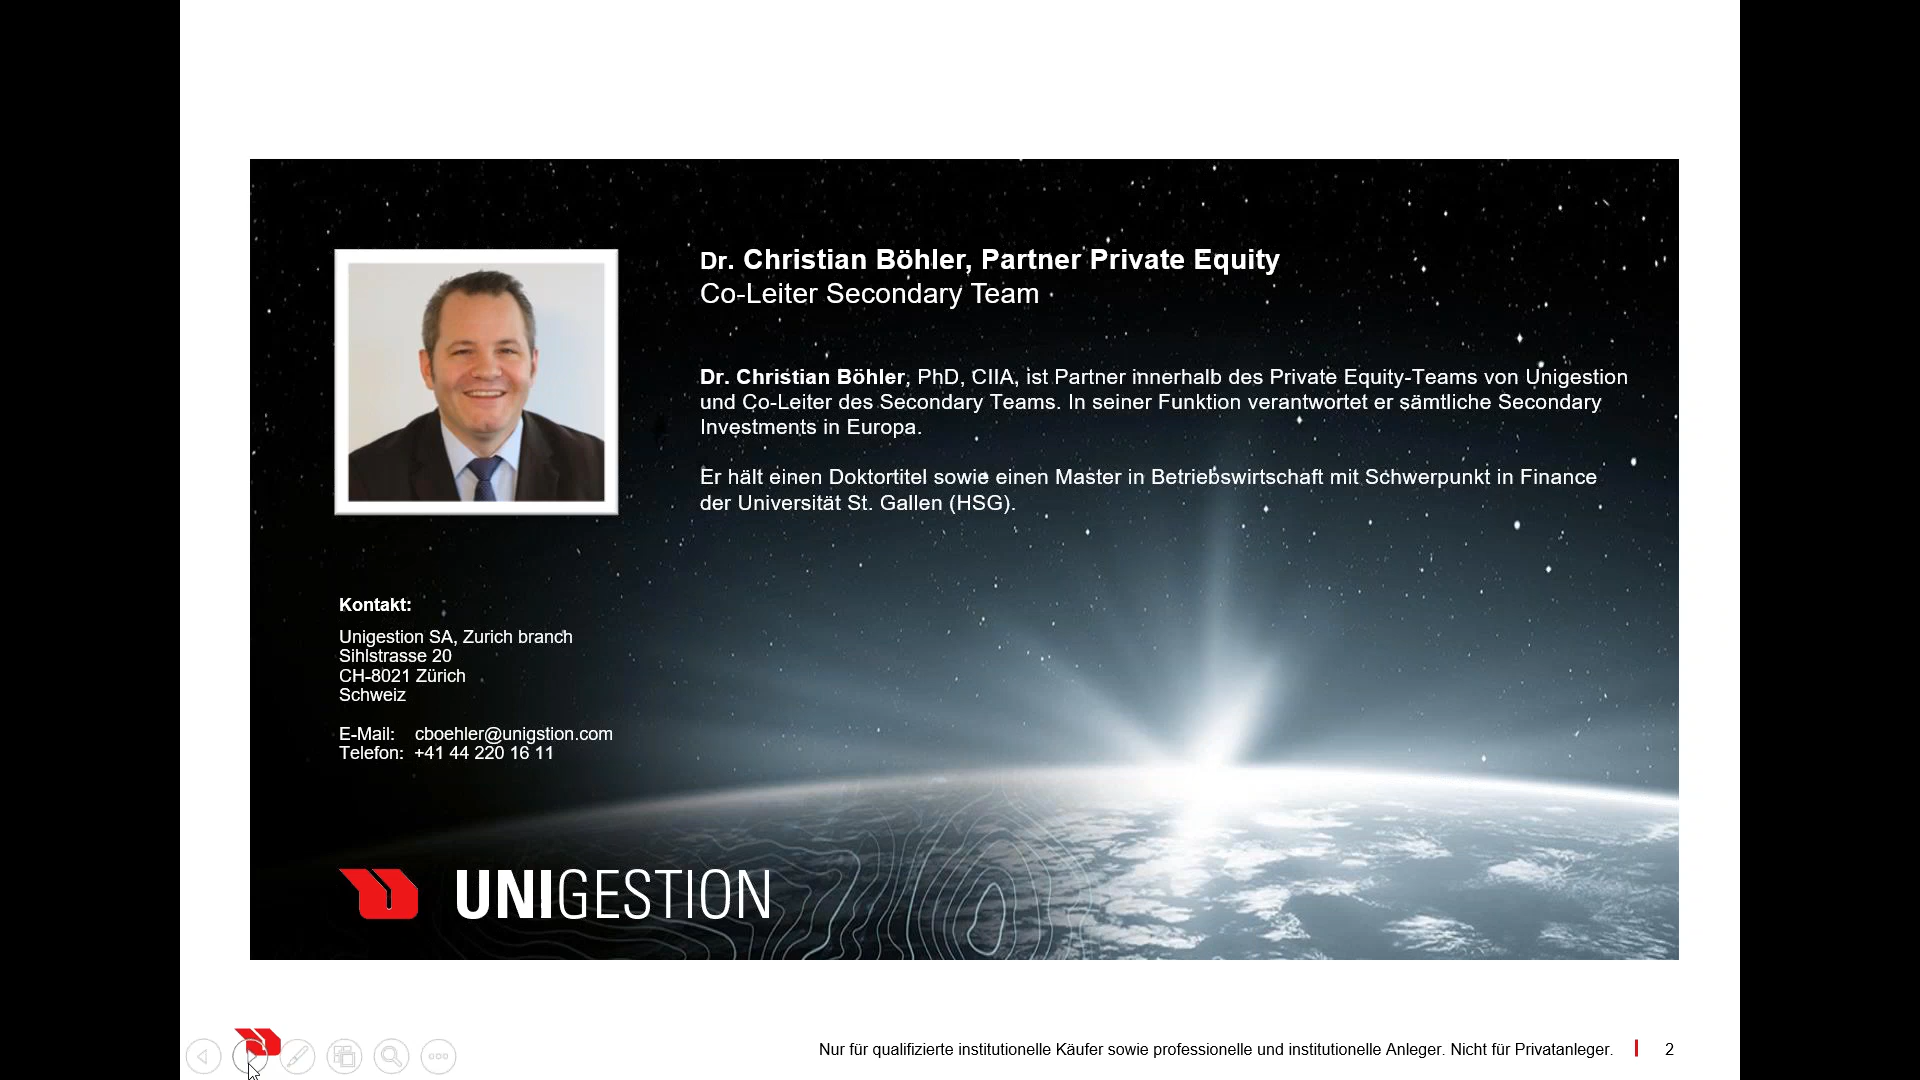 Dr. Christian Böhler, Partner Private Equity
Co-Leiter Secondary Team
Dr. Christian Böhler, PhD, CIIA, ist Partner innerhalb des Private Equity-Teams von Unigestion
und Co-Leiter des Secondary Teams. In seiner Funktion verantwortet er sämtliche Secondary
Investments in Europa.
Er hält einen Doktortitel sowie einen Master in Betriebswirtschaft mit Schwerpunkt in Finance
der Universität St. Gallen (HSG).
Kontakt:
Unigestion SA, Zurich branch
Sihlstrasse 20
CH-8021 Zürich
Schweiz
E-Mail: cboehler@unigstion.com
Telefon: +41 44 220 16 11
UNIGESTION
Nur für qualifizierte institutionelle Käufer sowie professionelle und institutionelle Anleger. Nicht für Privatanleger. | 2